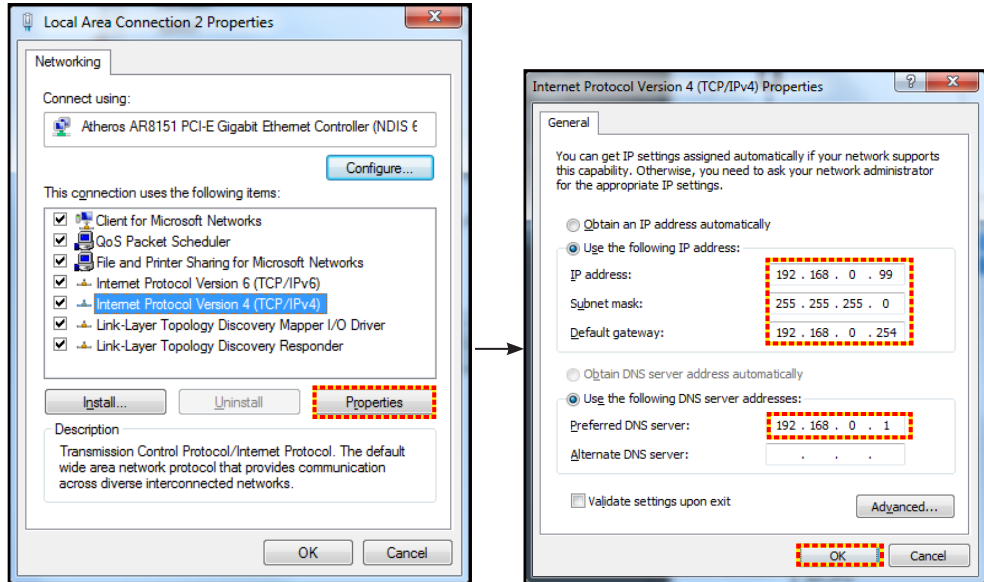 Local Area Connection 2 Properties
Networking
Connect using:
Atheros AR8151 PCI-E Gigabit Ethernet Controller (NDIS 6
Configure...
This connection uses the following items:
Client for Microsoft Networks
QoS Packet Scheduler
File and Printer Sharing for Microsoft Networks
Internet Protocol Version 6 (TCP/IPv6)
Internet Protocol Version 4 (TCP/IPv4)
Link-Layer Topology Discovery Mapper I/O Driver
Link-Layer Topology Discovery Responder
Install...
Uninstall
Properties
Description
Transmission Control Protocol/Internet Protocol. The default
wide area network protocol that provides communication
across diverse interconnected networks.
OK
Cancel
Internet Protocol Version 4 (TCP/IPv4) Properties
General
You can get IP settings assigned automatically if your network supports
this capability. Otherwise, you need to ask your network administrator
for the appropriate IP settings.
Obtain an IP address automatically
Use the following IP address:
IP address: 192 . 168 . 0 . 99
Subnet mask: 255 . 255 . 255 . 0
Default gateway: 192 . 168 . 0 . 254
Obtain DNS server address automatically
Use the following DNS server addresses:
Preferred DNS server: 192 . 168 . 0 . 1
Alternate DNS server: . . .
Validate settings upon exit
Advanced...
OK
Cancel